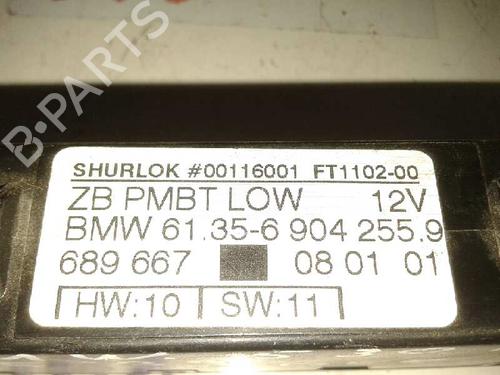 B-PARTS
SHURLOK #00116001 FT1102-00
ZB PMBT LOW 12V
BMW 61.35-6 904 255.9
689 667 08 01 01
HW:10 SW:11